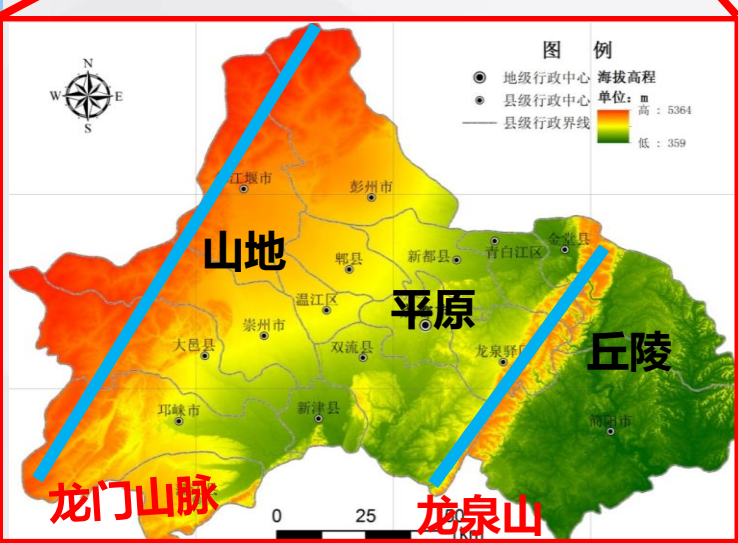 图 例
地级行政中心
县级行政中心
县级行政界线
海拔高程
单位：m
高 : 5364
低 : 359
N
W
E
S
江堰市
彭州市
山地
郫县
新都县
青白江区
金堂县
温江区
平原
崇州市
大邑县
双流县
龙泉驿区
丘陵
邛崃市
新津县
简阳市
龙门山脉
龙泉山
0
25
50